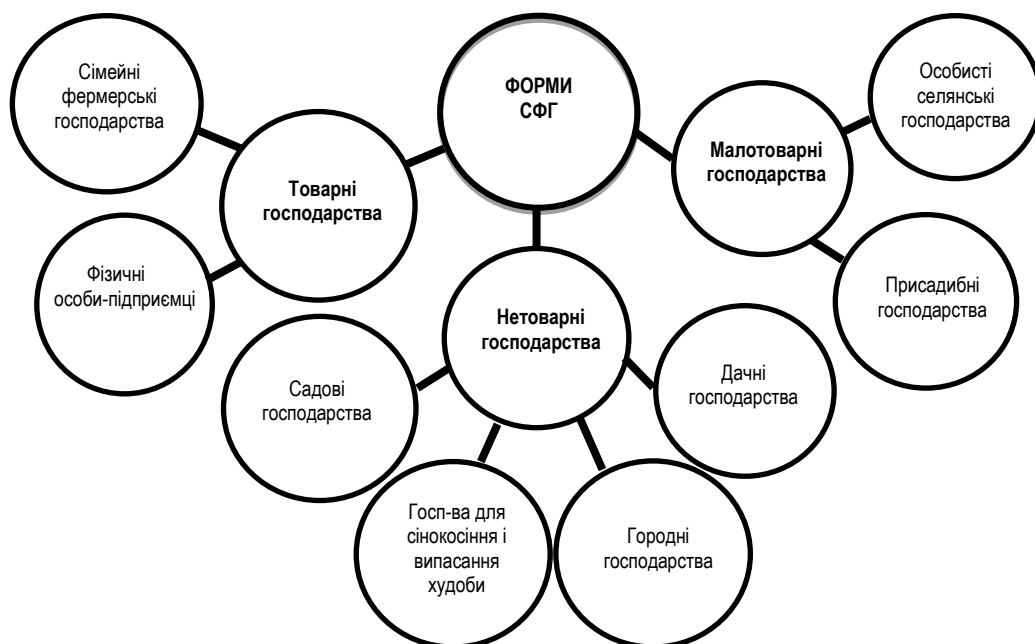 ФОРМИ
СФГ
Товарні
господарства
Сімейні
фермерські
господарства
Фізичні
особи-підприємці
Нетоварні
господарства
Садові
господарства
Госп-ва для
сінокосіння і
випасання
худоби
Городні
господарства
Дачні
господарства
Малотоварні
господарства
Особисті
селянські
господарства
Присадибні
господарства